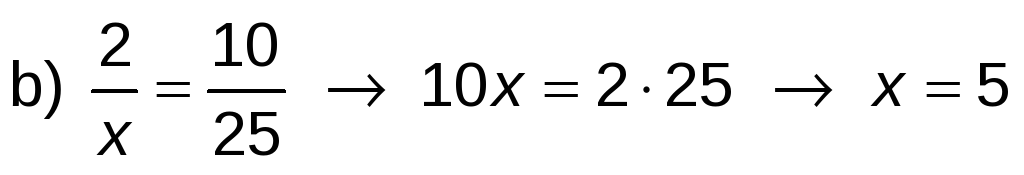 b) 2/x = 10/25 → 10x = 2 · 25 → x = 5